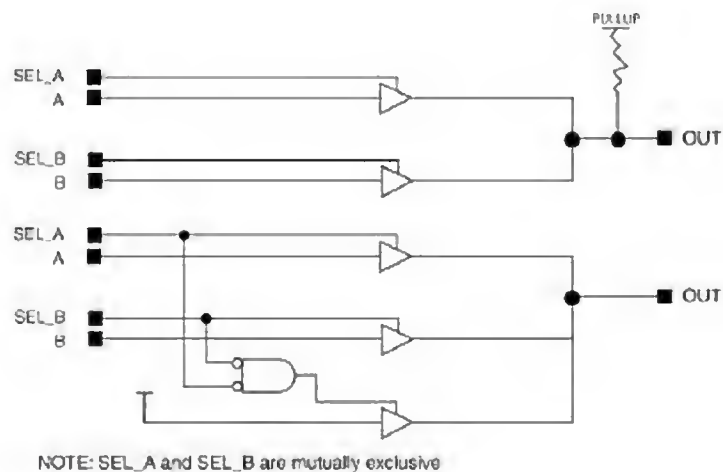 PULLUP
SEL_A
A
OUT
SEL_B
B
SEL_A
A
OUT
SEL_B
B
NOTE: SEL_A and SEL_B are mutually exclusive